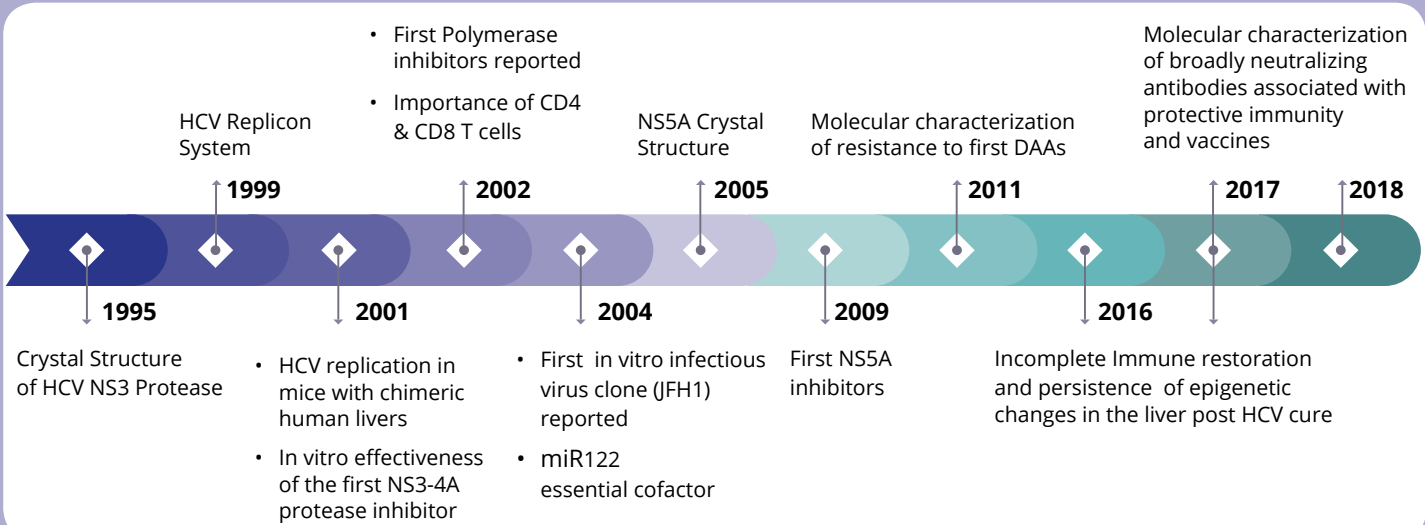 • First Polymerase
inhibitors reported
• Importance of CD4
& CD8 T cells
Molecular characterization
of broadly neutralizing
antibodies associated with
protective immunity
and vaccines
HCV Replicon
System
NS5A Crystal
Structure
Molecular characterization
of resistance to first DAAs
1999
2002
2005
2011
2017
2018
1995
2001
2004
2009
2016
Crystal Structure
of HCV NS3 Protease
• HCV replication in
mice with chimeric
human livers
• In vitro effectiveness
of the first NS3-4A
protease inhibitor
• First in vitro infectious
virus clone (JFH1)
reported
• miR122
essential cofactor
First NS5A
inhibitors
Incomplete Immune restoration
and persistence of epigenetic
changes in the liver post HCV cure